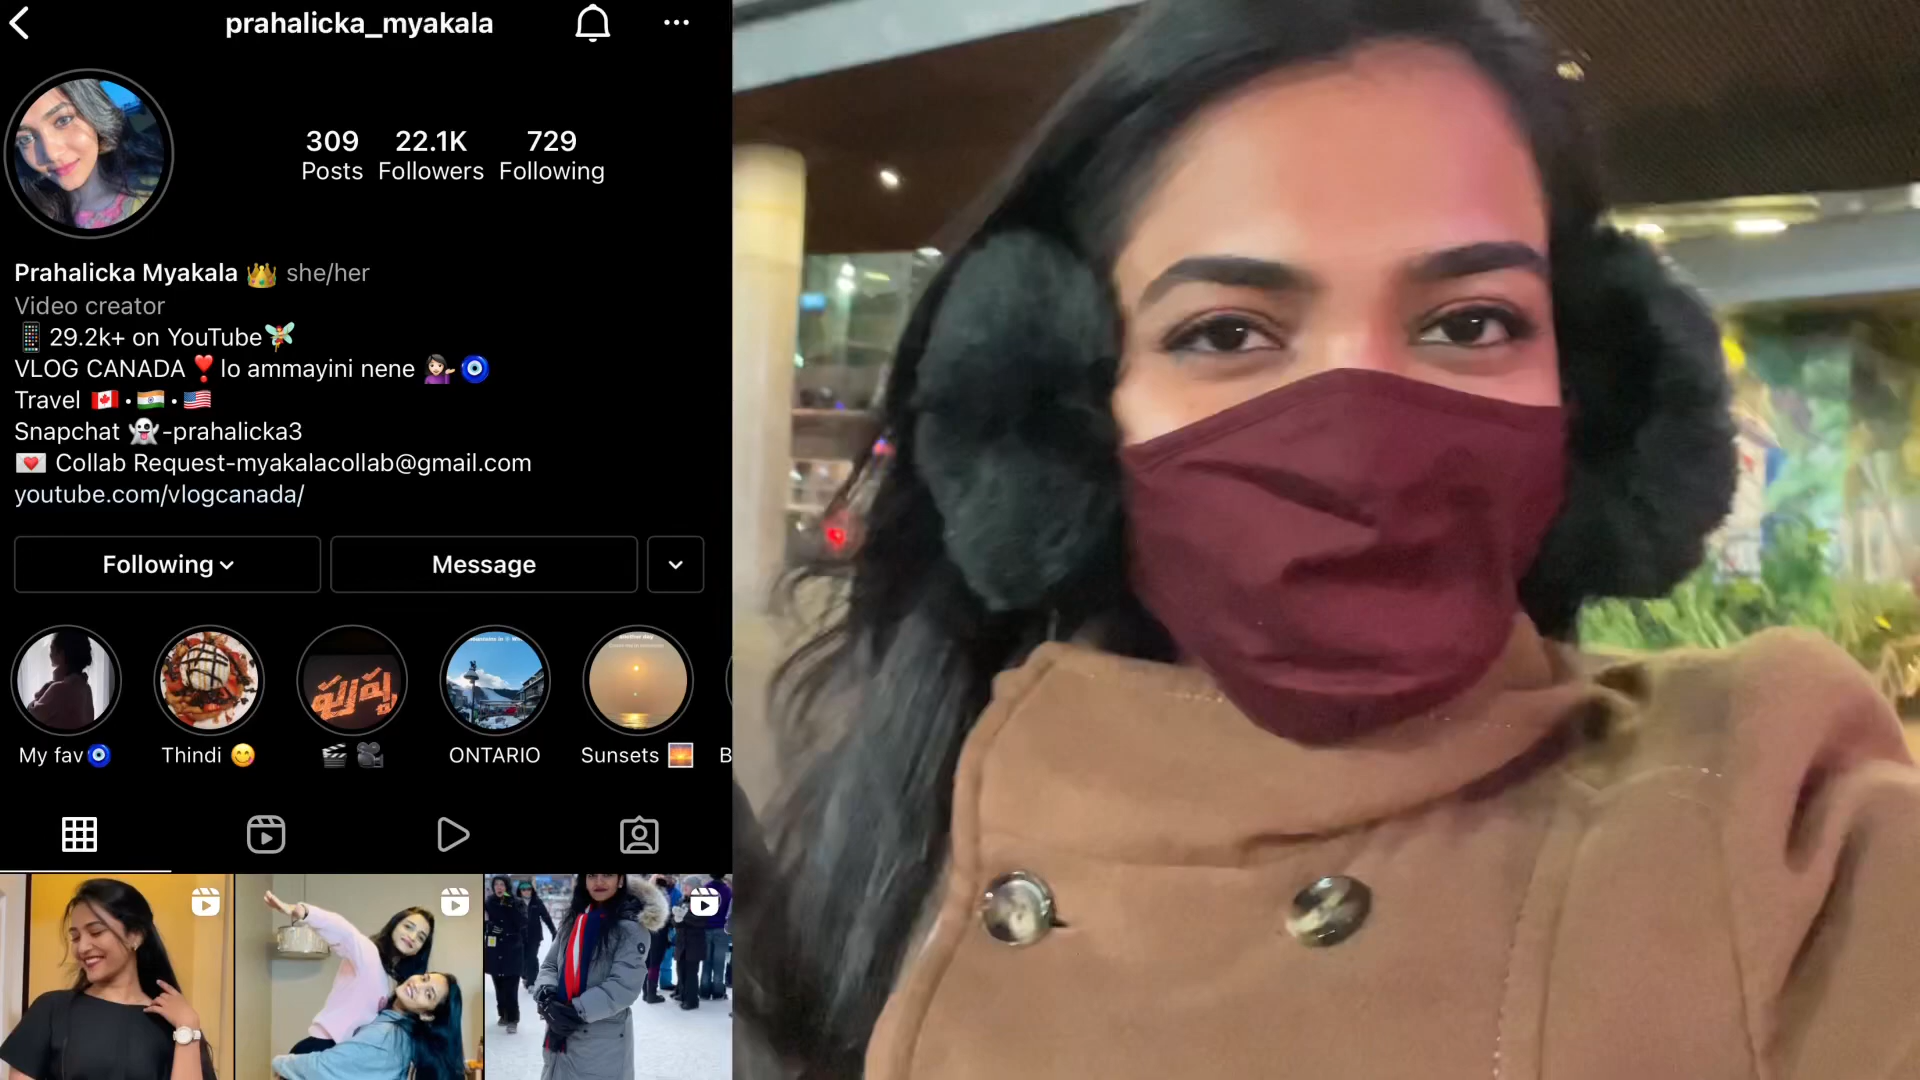 prahalicka_myakala
309 22.1K 729
Posts Followers Following
Prahalicka Myakala 👑 she/her
Video creator
📱 29.2k+ on YouTube🧚
VLOG CANADA ❣️ lo ammayini nene 💁🏻‍♀️🧿
Travel 🇨🇦 • 🇮🇳 • 🇺🇸
Snapchat 👻-prahalicka3
💌 Collab Request-myakalacollab@gmail.com
youtube.com/vlogcanada/
Following
Message
పుష్ప
My fav🧿 Thindi 😋 🎬 🎥 ONTARIO Sunsets 🌅 B